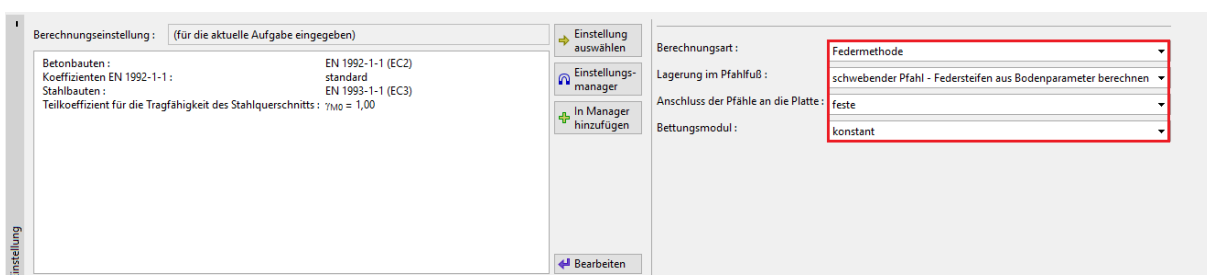 Berechnungseinstellung : (für die aktuelle Aufgabe eingegeben)
Betonbauten : EN 1992-1-1 (EC2)
Koeffizienten EN 1992-1-1 : standard
Stahlbauten : EN 1993-1-1 (EC3)
Teilkoeffizient für die Tragfähigkeit des Stahlquerschnitts : γM0 = 1,00
Einstellung
auswählen
Einstellungs-
manager
In Manager
hinzufügen
Bearbeiten
Berechnungsart : Federmethode
Lagerung im Pfahlfuß : schwebender Pfahl - Federsteifen aus Bodenparameter berechnen
Anschluss der Pfähle an die Platte : feste
Bettungsmodul : konstant